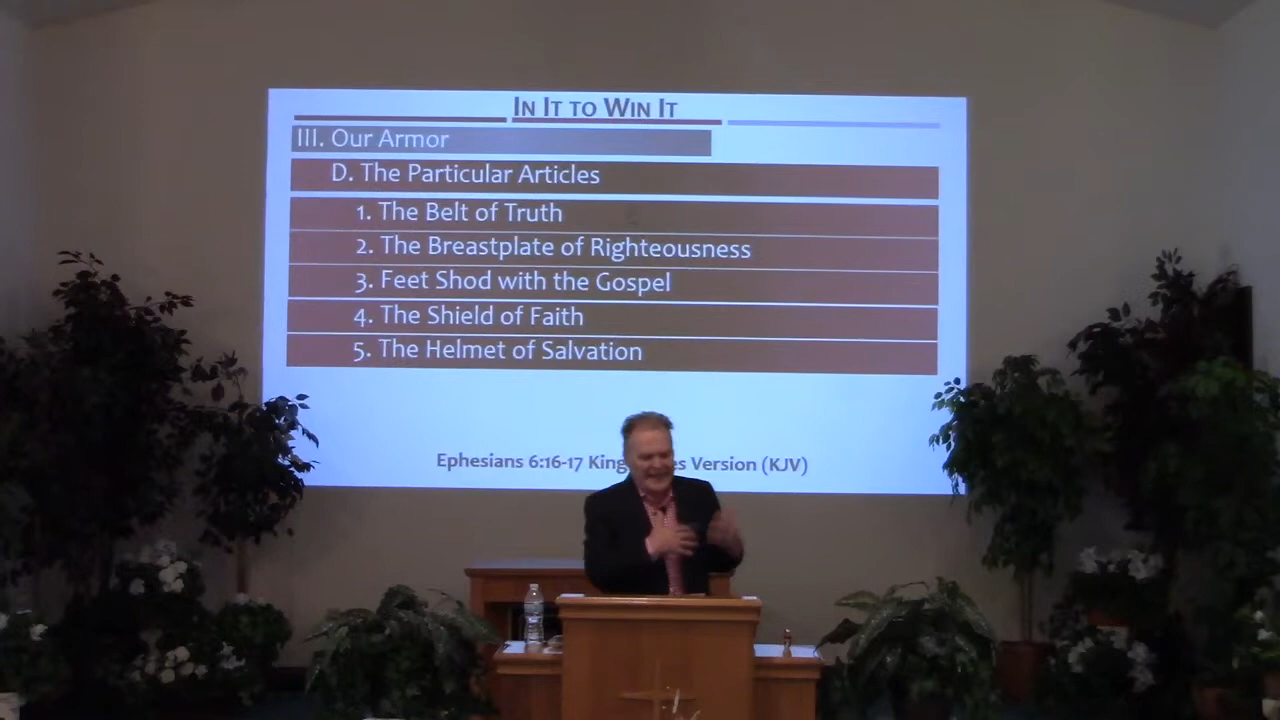 IN IT TO WIN IT
III. Our Armor
D. The Particular Articles
1. The Belt of Truth
2. The Breastplate of Righteousness
3. Feet Shod with the Gospel
4. The Shield of Faith
5. The Helmet of Salvation
Ephesians 6:16-17 King es Version (KJV)